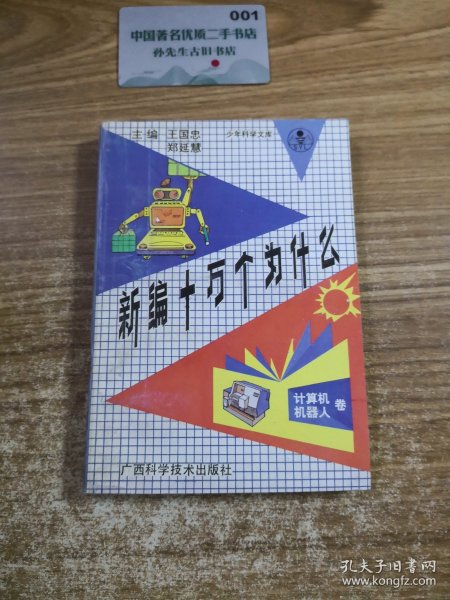 001
中国著名优质二手书店
孙先生古旧书店
主编 王国忠 少年科学文库
郑延慧
新编十万个为什么
计算机
机器人 卷
广西科学技术出版社
孔夫子旧书网
www.kongfz.com